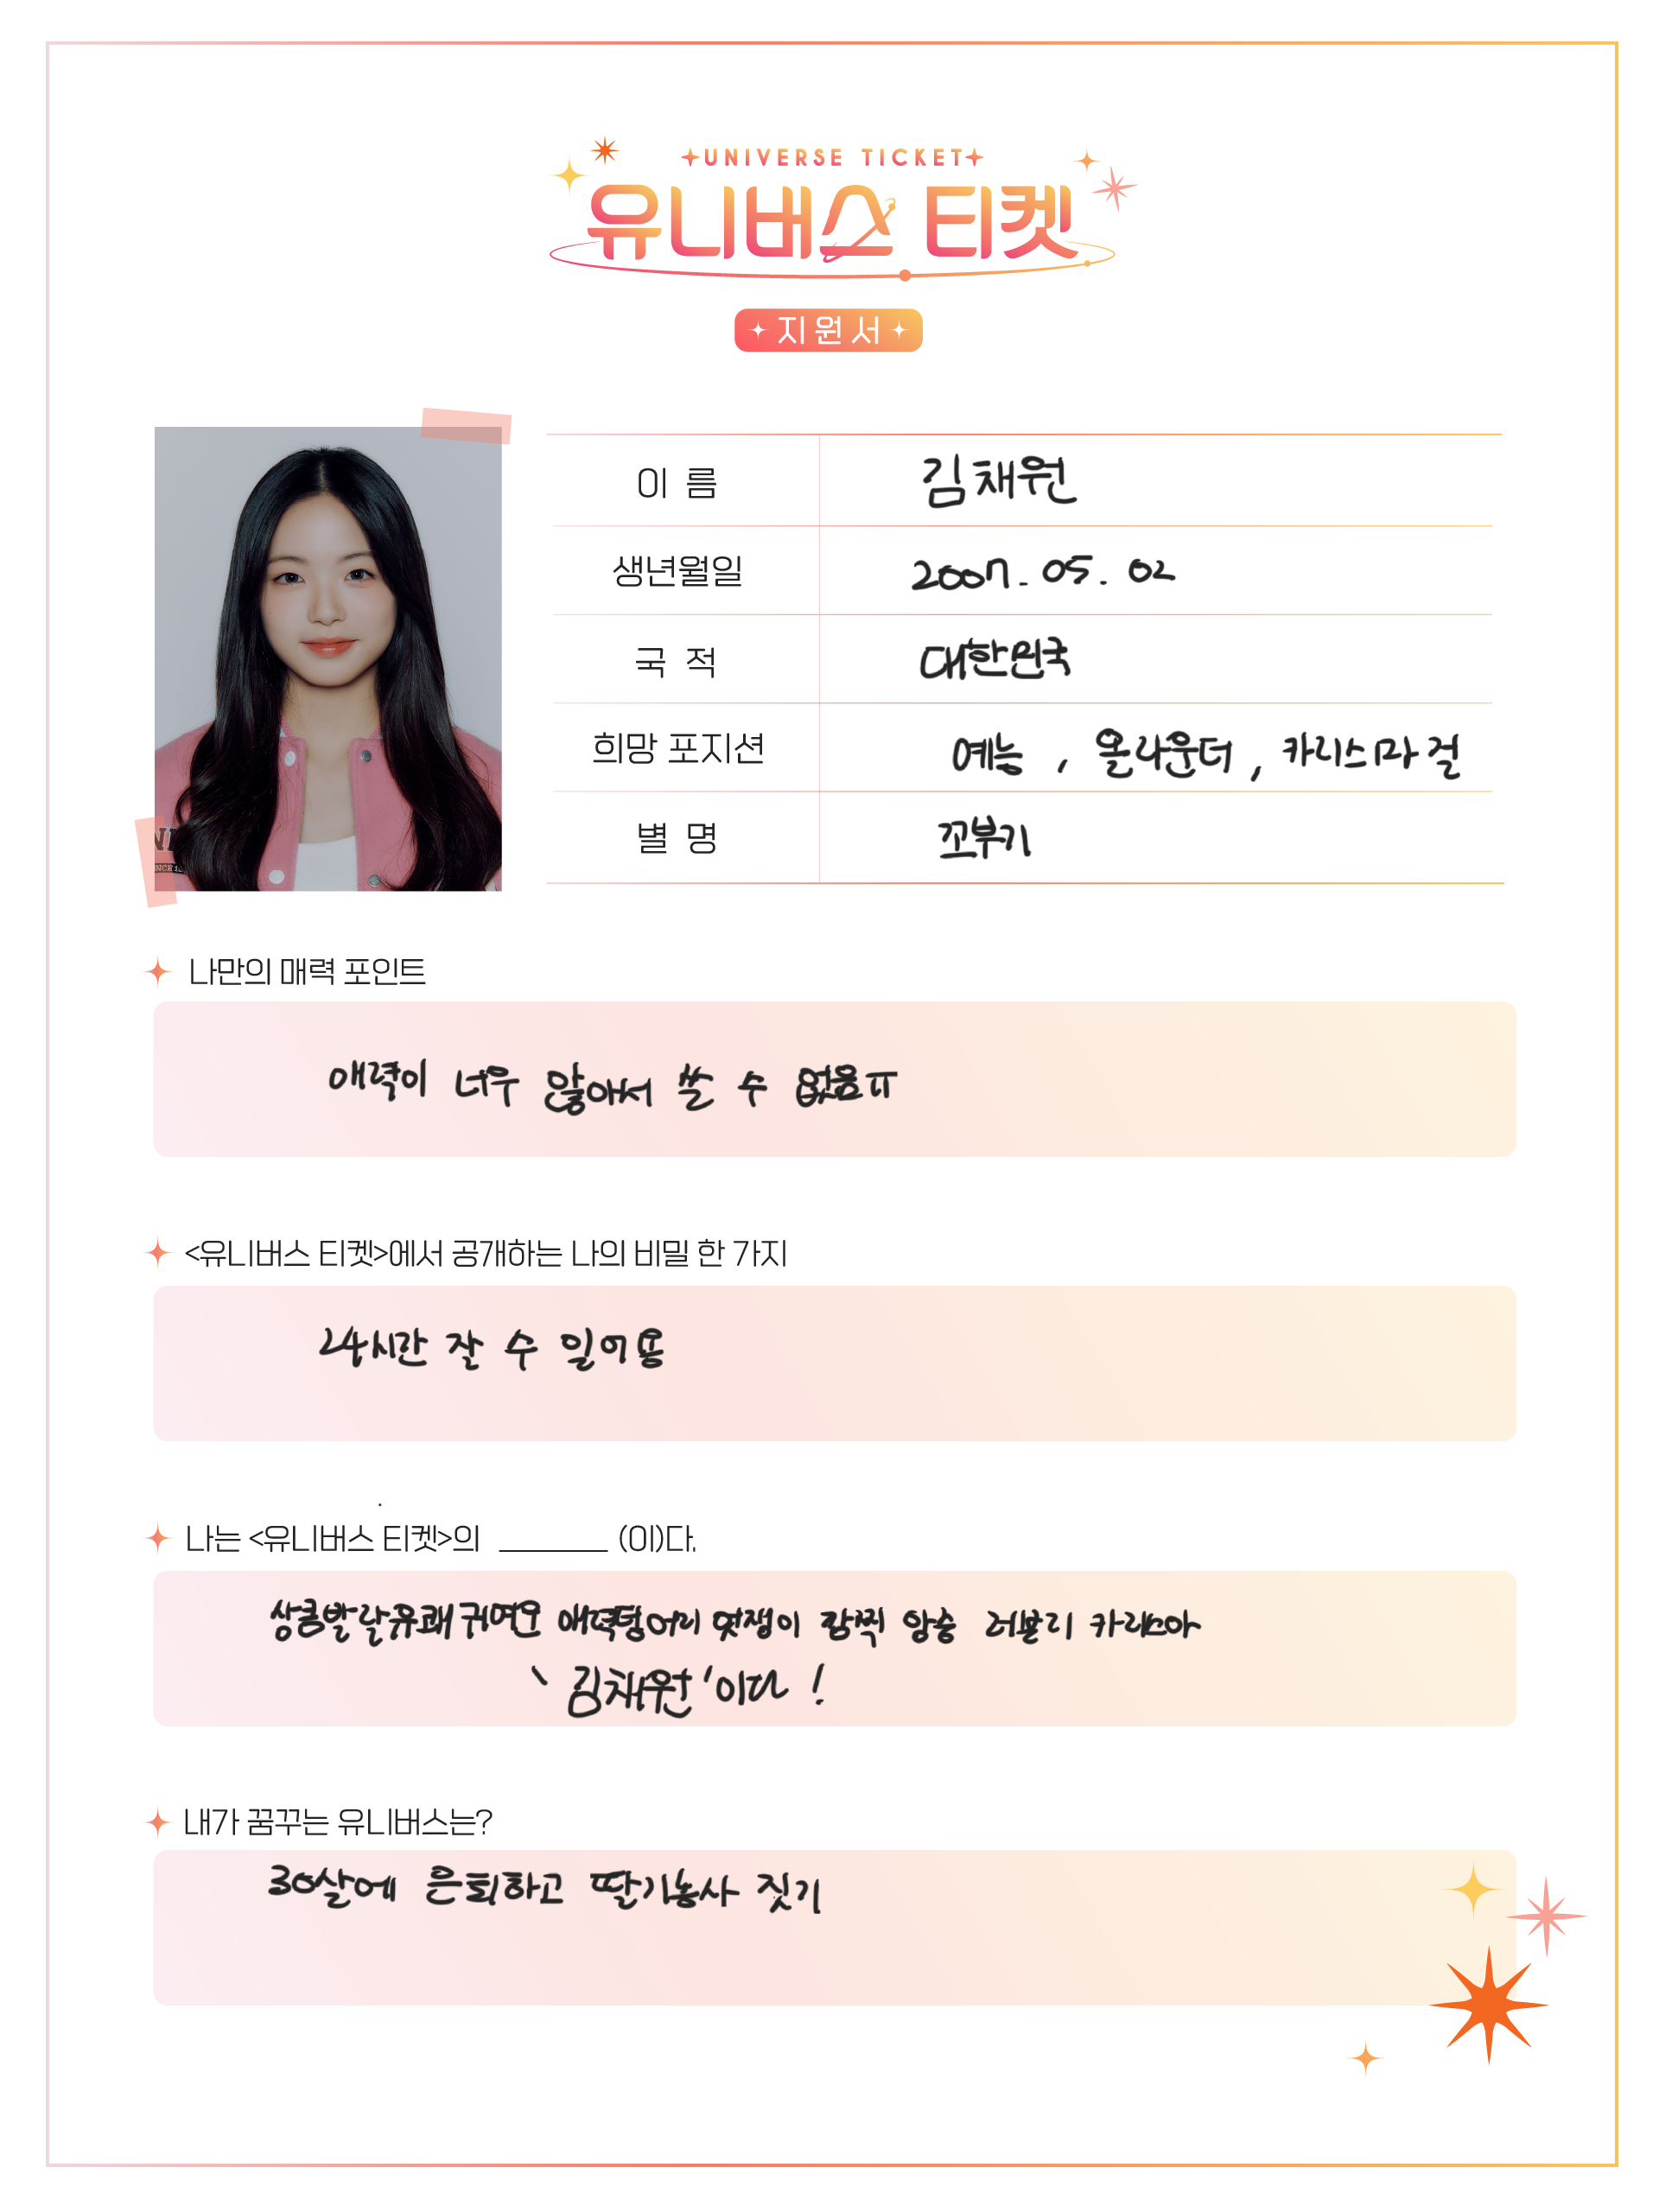 UNIVERSE TICKET
유니버스 티켓
지원서
이 름 김채원
생년월일 2007. 05. 02
국 적 대한민국
희망 포지션 예능, 올라운더, 카리스마 걸
별 명 꼬부기
나만의 매력 포인트
매력이 너무 많아서 쓸 수 없음ㅠ
<유니버스 티켓>에서 공개하는 나의 비밀 한 가지
24시간 잘 수 있어용
나는 <유니버스 티켓>의 ______ (이)다.
상콤발랄유쾌 귀여운 매력덩어리 멋쟁이 깜찍 앙승 러블리 카리스마
'김채원'이다!
내가 꿈꾸는 유니버스는?
30살에 은퇴하고 딸기농사 짓기